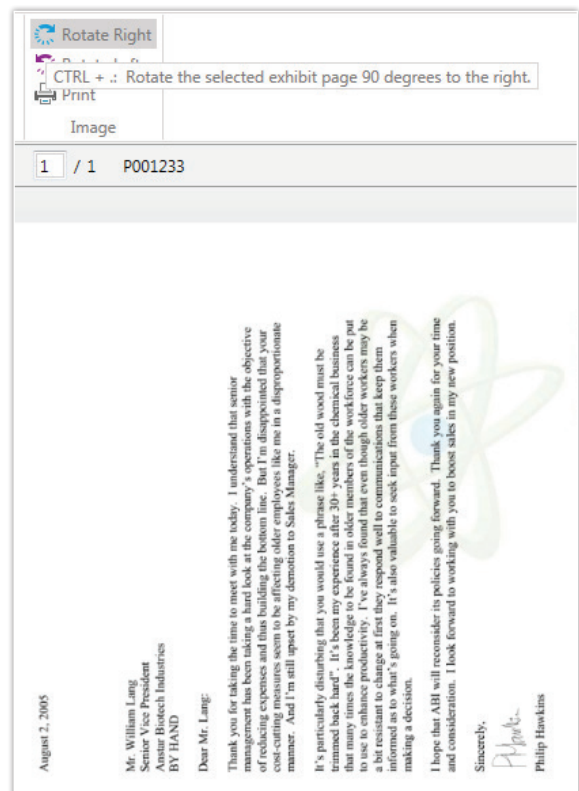 Rotate Right
CTRL + .: Rotate the selected exhibit page 90 degrees to the right.
Print
Image
1 / 1 P001233
August 2, 2005
Mr. William Lang
Senior Vice President
Anstar Biotech Industries
BY HAND
Dear Mr. Lang:
Thank you for taking the time to meet with me today. I understand that senior
management has been taking a hard look at the company's operations with the objective
of reducing expenses and thus building the bottom line. But I'm disappointed that your
cost-cutting measures seem to be affecting older employees like me in a disproportionate
manner. And I'm still upset by my demotion to Sales Manager.
It's particularly disturbing that you would use a phrase like, "The old wood must be
trimmed back hard". It's been my experience after 30+ years in the chemical business
that many times the knowledge to be found in older members of the workforce can be put
to use to enhance productivity. I've always found that even though older workers may be
a bit resistant to change at first they respond well to communications that keep them
informed as to what's going on. It's also valuable to seek input from these workers when
making a decision.
I hope that ABI will reconsider its policies going forward. Thank you again for your time
and consideration. I look forward to working with you to boost sales in my new position.
Sincerely,
Philip Hawkins